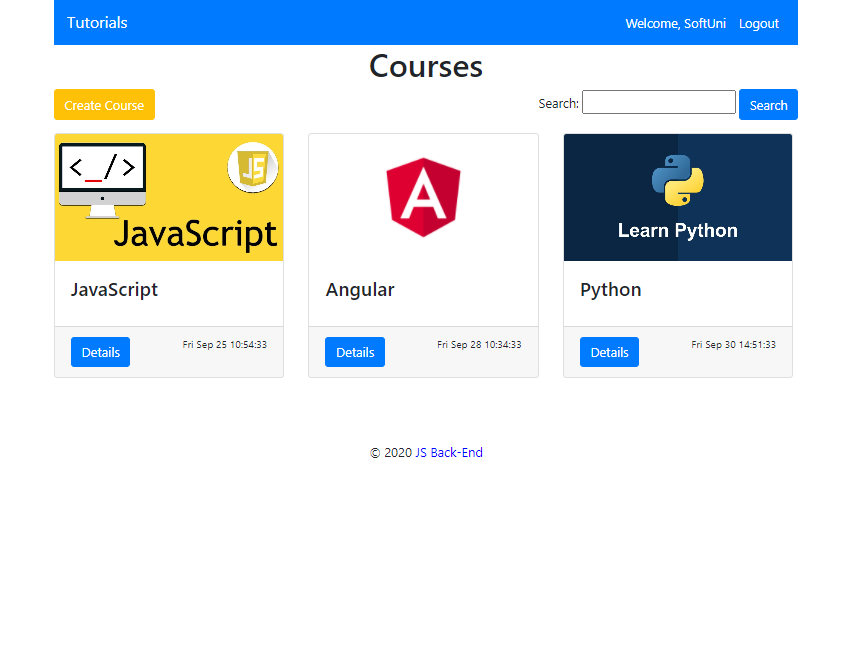 Tutorials
Welcome, SoftUni Logout
Courses
Create Course
Search: Search
<_/>
JS
JavaScript
A
Learn Python
JavaScript
Angular
Python
Details Fri Sep 25 10:54:33
Details Fri Sep 28 10:34:33
Details Fri Sep 30 14:51:33
© 2020 JS Back-End